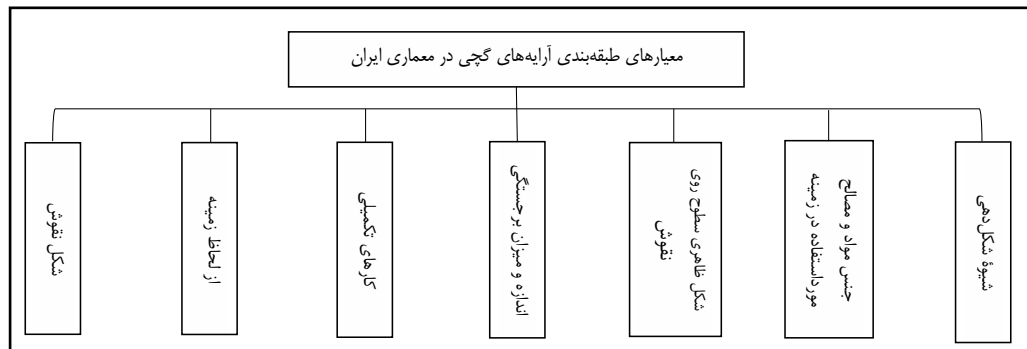 معیارهای طبقه‌بندی آرایه‌های گچی در معماری ایران
شیوۀ شکل‌دهی
جنس مواد و مصالح
مورداستفاده در زمینه
شکل ظاهری سطوح روی
نقوش
اندازه و میزان برجستگی
کارهای تکمیلی
از لحاظ زمینه
شکل نقوش